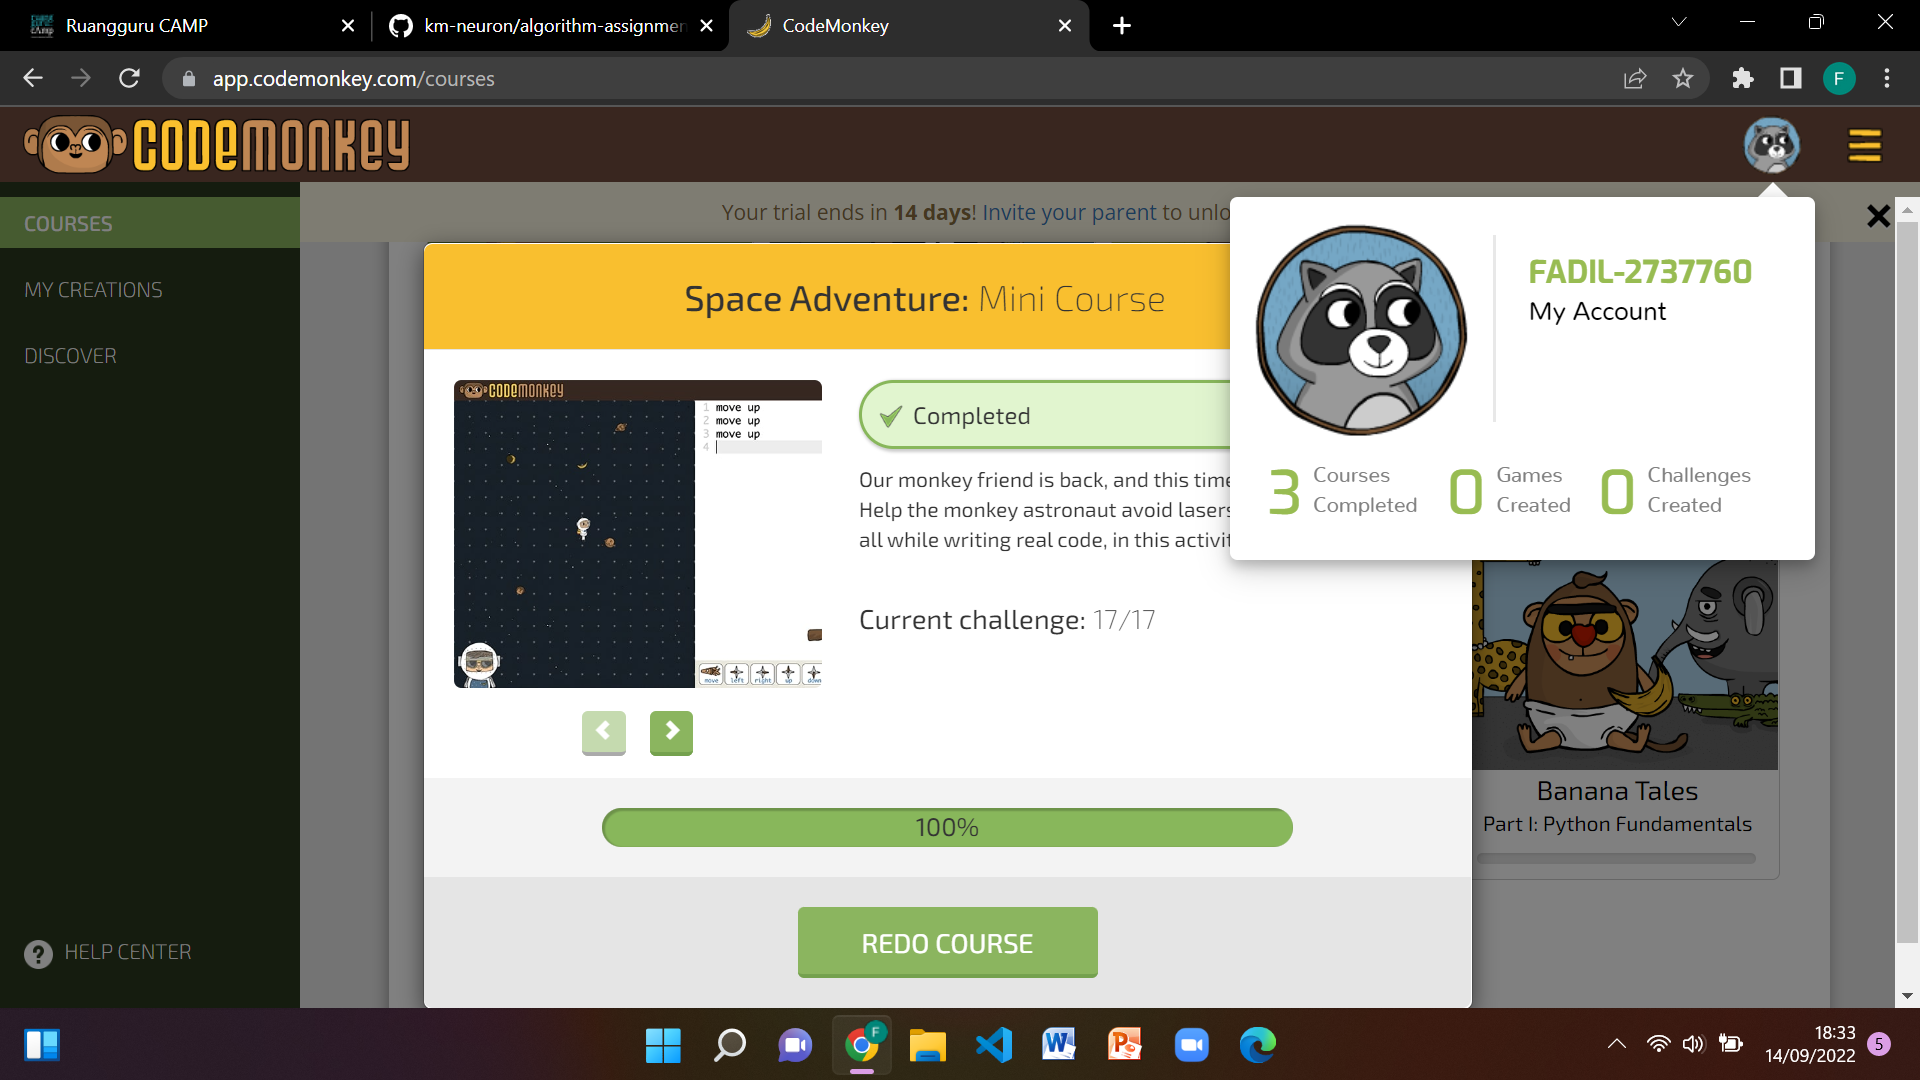 Ruangguru CAMP
km-neuron/algorithm-assignmen
CodeMonkey
app.codemonkey.com/courses
F
CODEMONKEY
COURSES
MY CREATIONS
DISCOVER
HELP CENTER
Your trial ends in 14 days! Invite your parent to unlo
Space Adventure: Mini Course
CODEMONKEY
1 move up
2 move up
3 move up
4
move left right up down
Completed
Our monkey friend is back, and this time
Help the monkey astronaut avoid lasers
all while writing real code, in this activit
Current challenge: 17/17
100%
REDO COURSE
FADIL-2737760
My Account
3 Courses Completed
0 Games Created
0 Challenges Created
Banana Tales
Part I: Python Fundamentals
F
18:33
14/09/2022
5